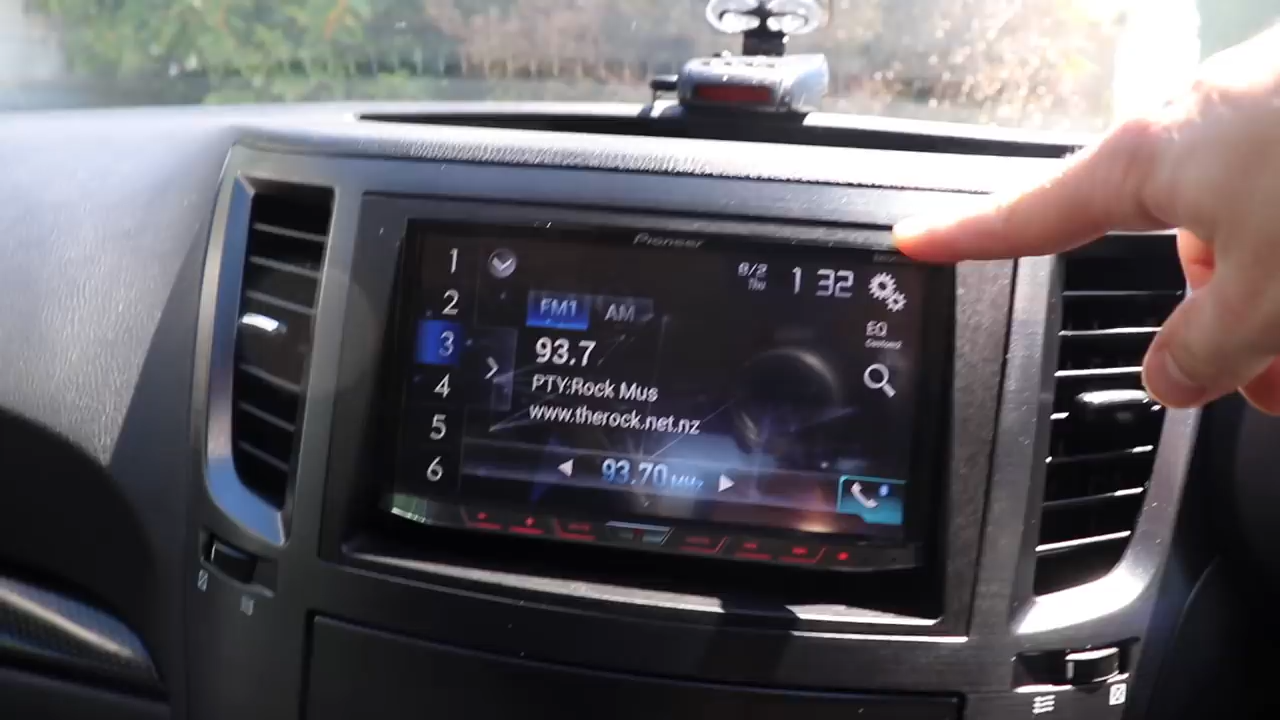 Pioneer
1
2
3
4
5
6
6/2
Thu
1 32
FM1 AM
EQ
93.7
PTY:Rock Mus
www.therock.net.nz
93.70 MHz